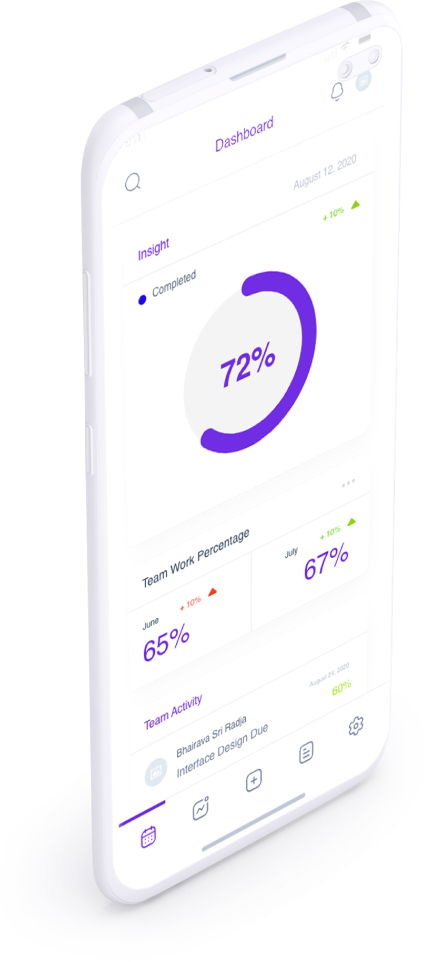 Dashboard
August 12, 2020
Insight
+ 10%
Completed
72%
Team Work Percentage
June
+ 10%
65%
July
+ 10%
67%
Team Activity
August 29, 2020
Bhairava Sri Radja
60%
Interface Design Due